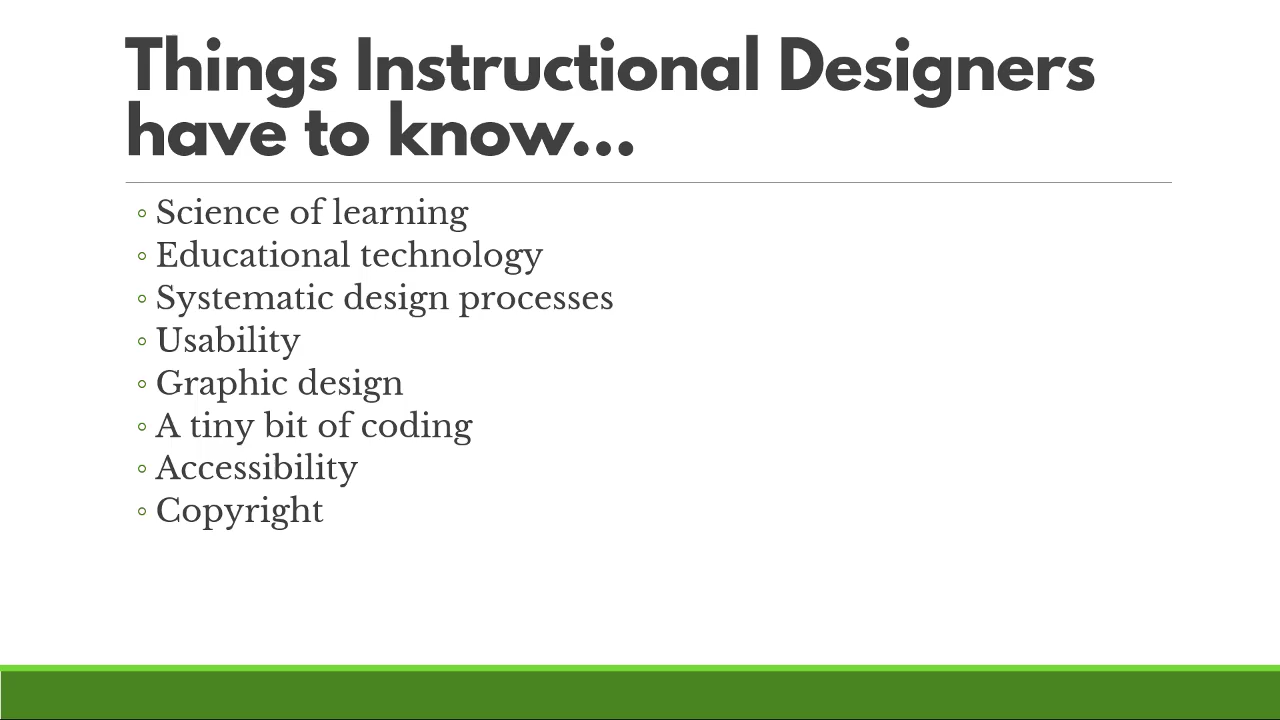 Things Instructional Designers
have to know...
◦ Science of learning
◦ Educational technology
◦ Systematic design processes
◦ Usability
◦ Graphic design
◦ A tiny bit of coding
◦ Accessibility
◦ Copyright